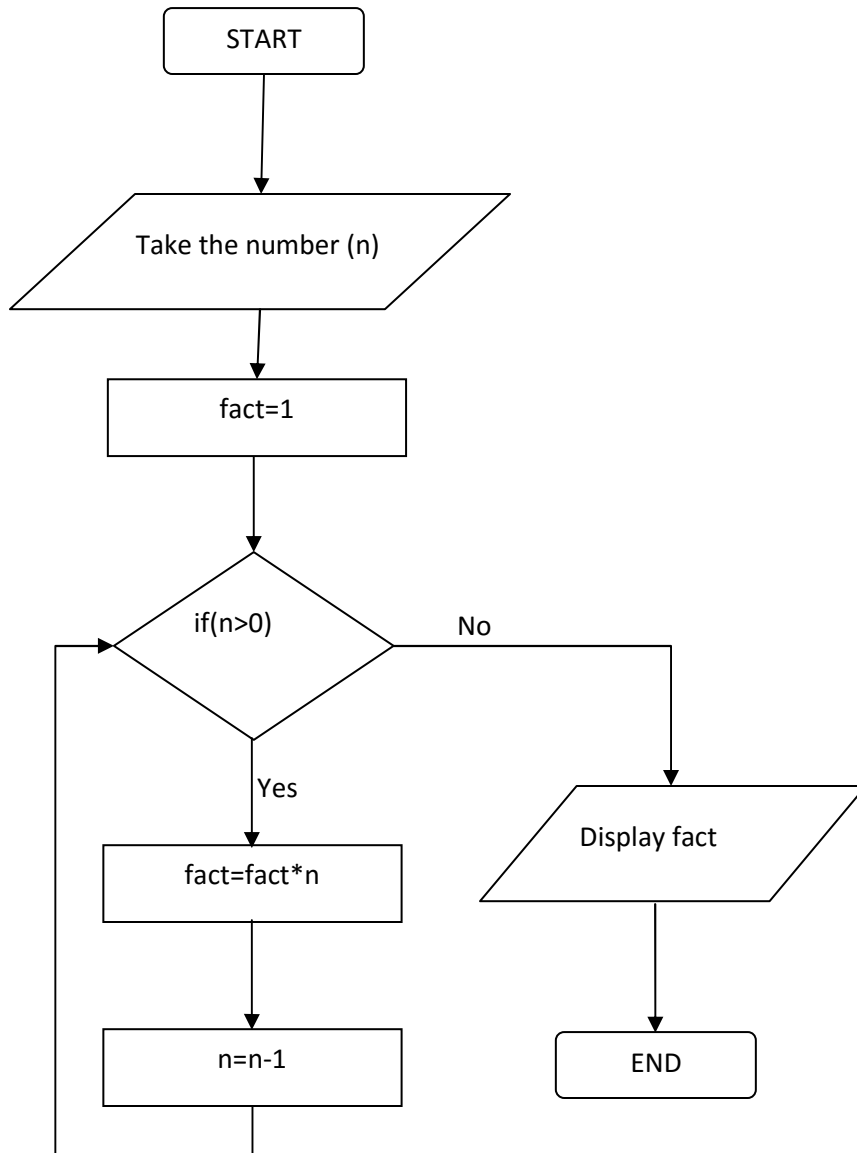 START
Take the number (n)
fact=1
if(n>0)
No
Yes
Display fact
fact=fact*n
n=n-1
END